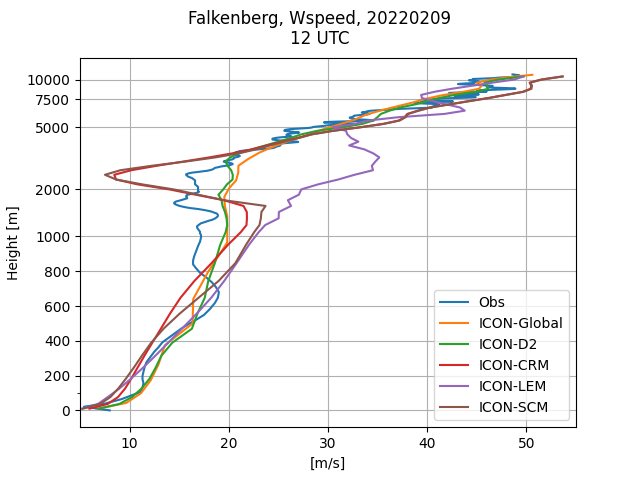 Falkenberg, Wspeed, 20220209
12 UTC
10000
7500
5000
2000
1000
800
600
400
200
0
Height [m]
Obs
ICON-Global
ICON-D2
ICON-CRM
ICON-LEM
ICON-SCM
10 20 30 40 50
[m/s]